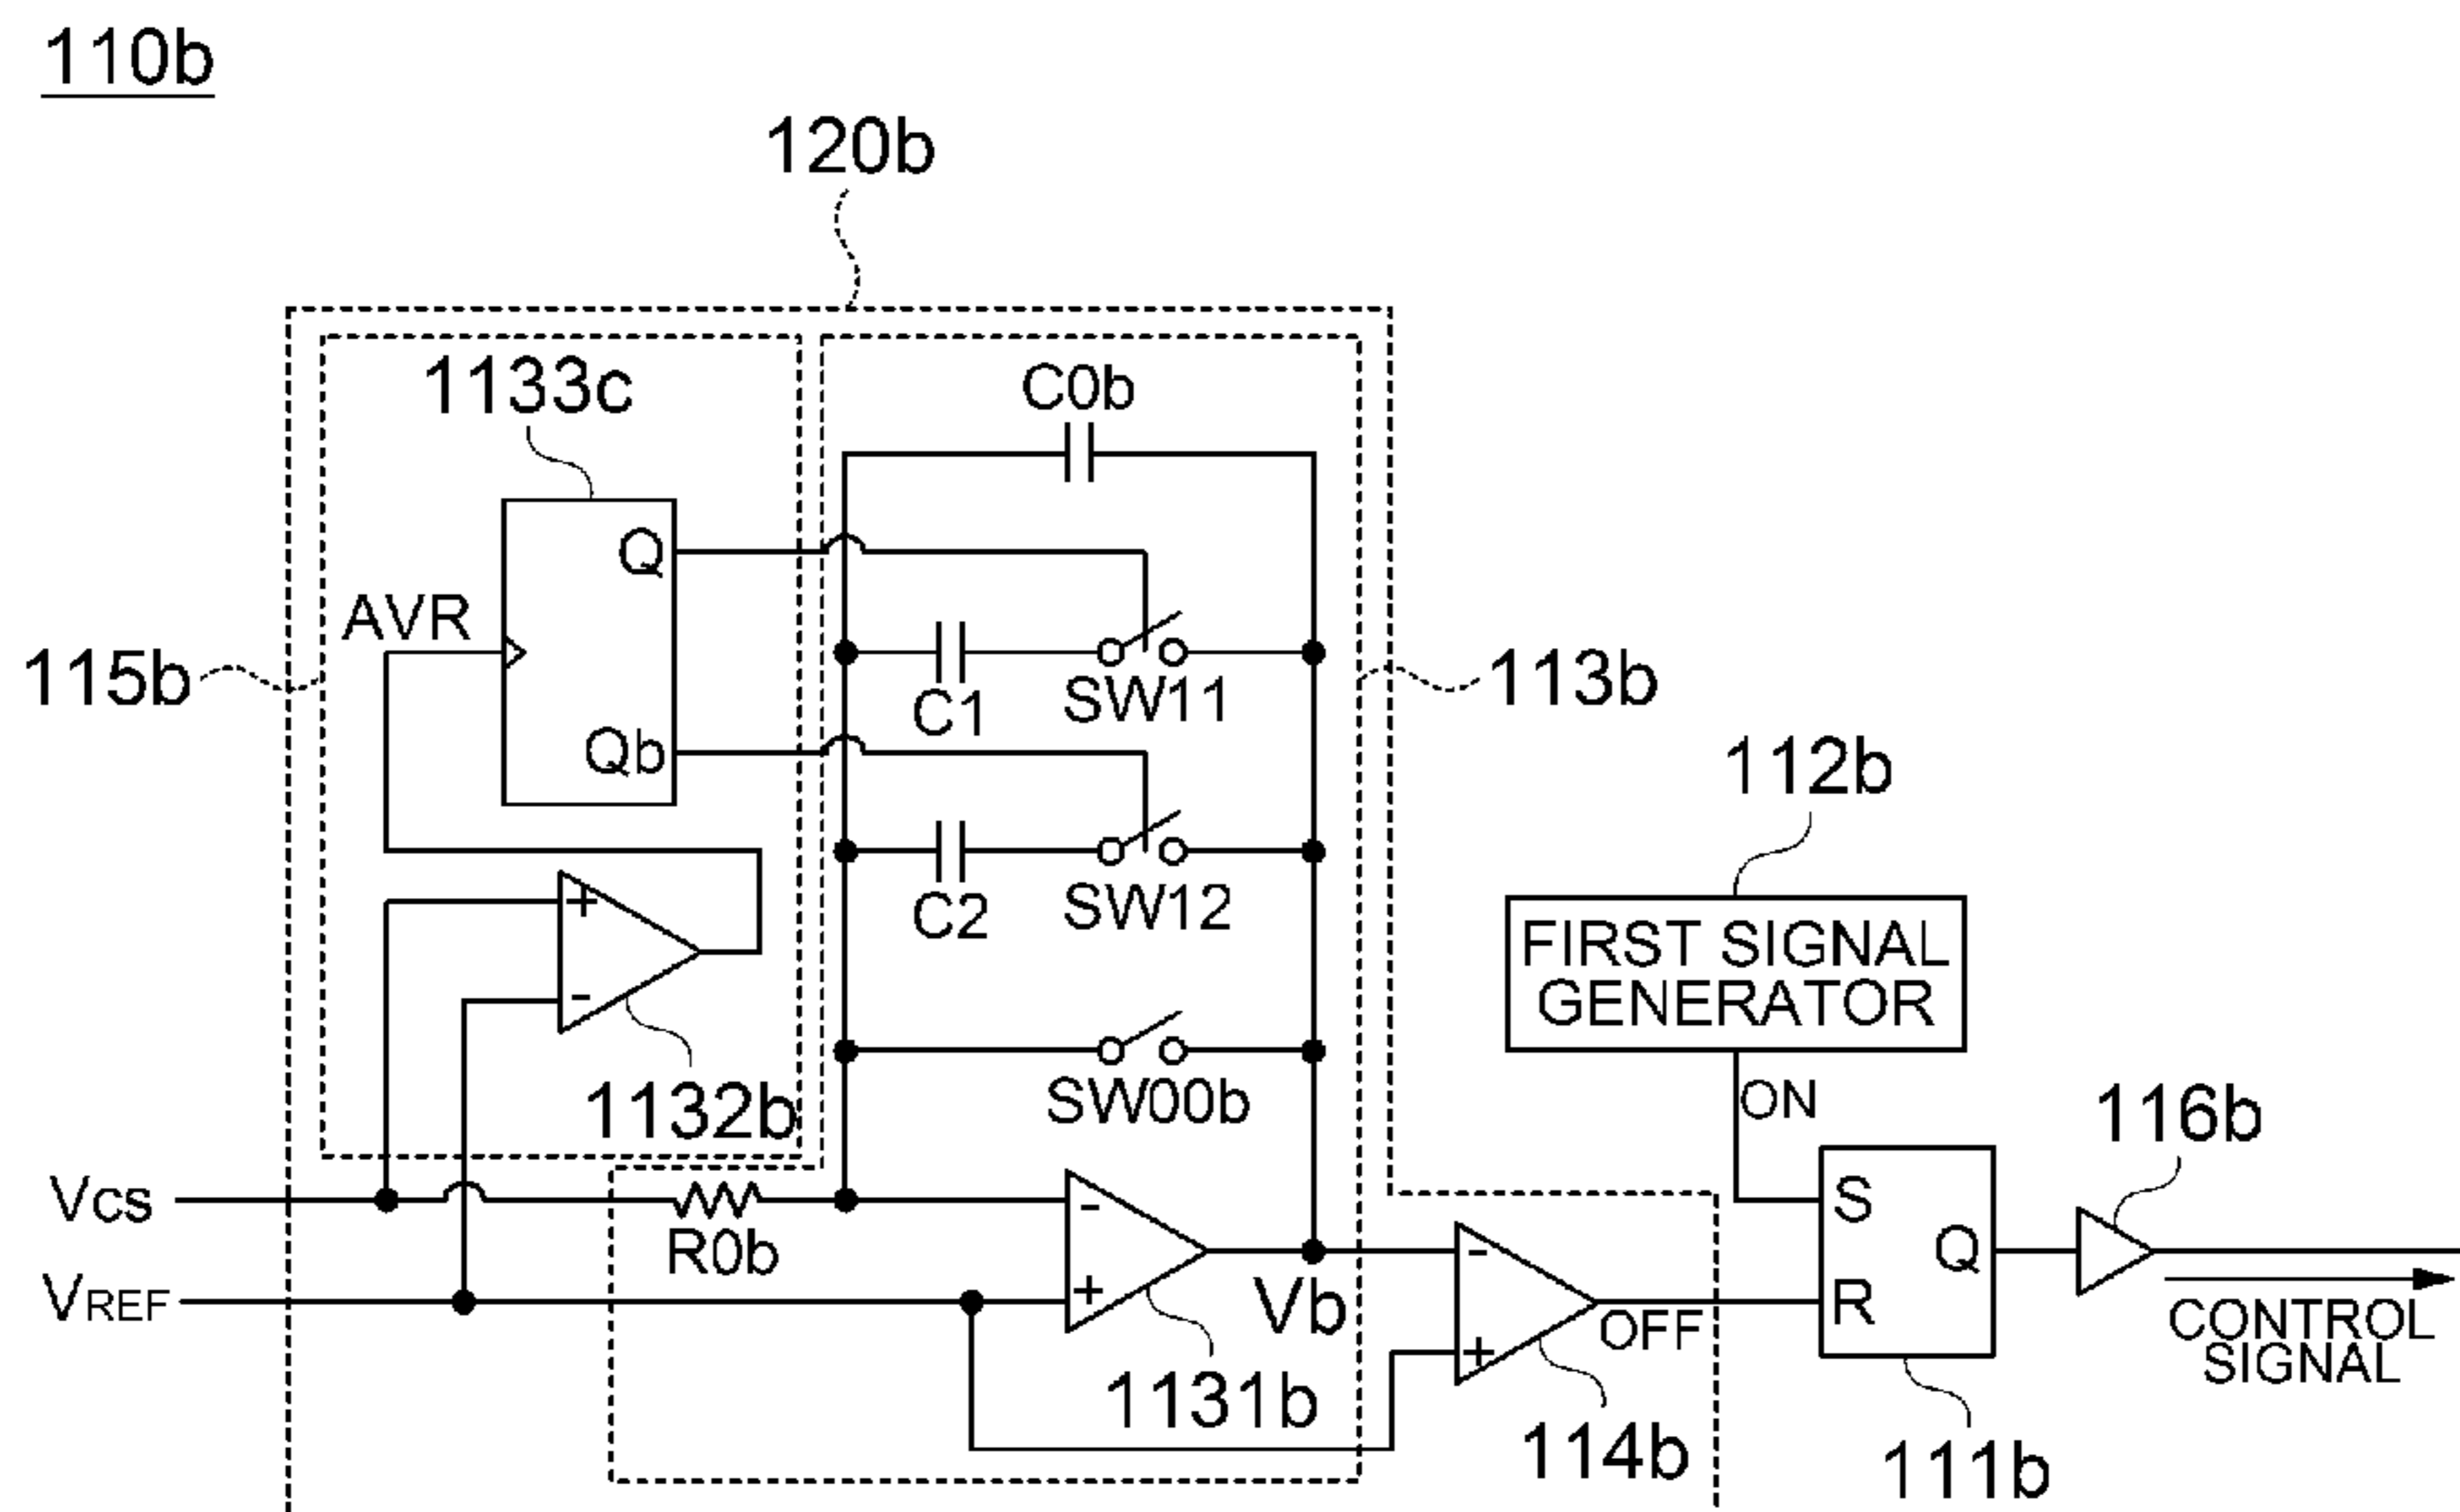 110b
120b
1133c
C0b
Q
AVR
115b
C1
SW11
113b
Qb
112b
C2
SW12
+
FIRST SIGNAL
GENERATOR
-
1132b
SW00b
ON
116b
Vcs
R0b
-
S
Q
VREF
+
Vb
-
+
OFF
R
CONTROL
SIGNAL
1131b
114b
111b